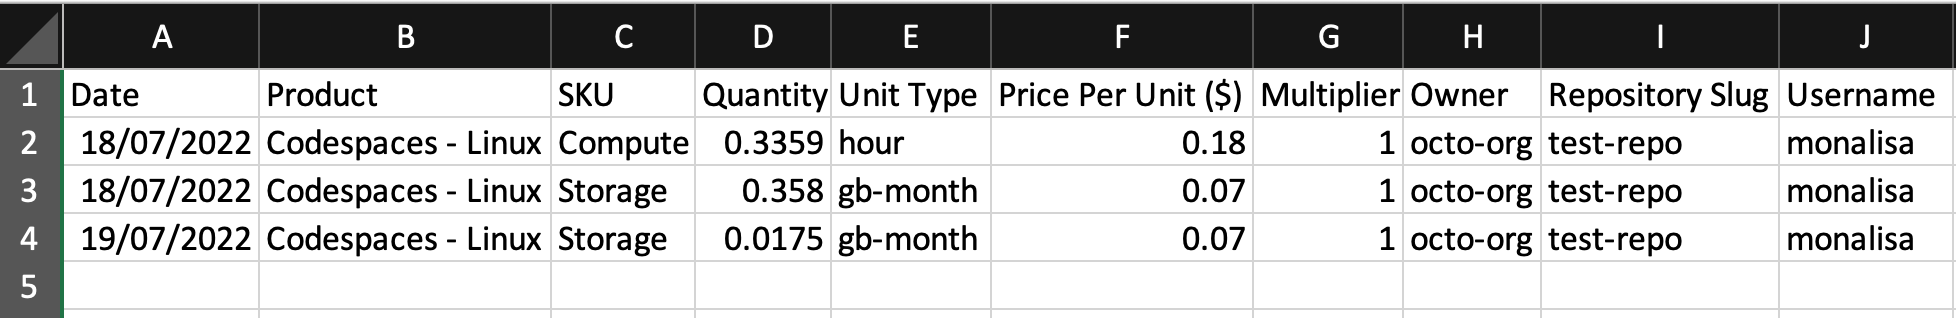 A B C D E F G H I J
1 Date Product SKU Quantity Unit Type Price Per Unit ($) Multiplier Owner Repository Slug Username
2 18/07/2022 Codespaces - Linux Compute 0.3359 hour 0.18 1 octo-org test-repo monalisa
3 18/07/2022 Codespaces - Linux Storage 0.358 gb-month 0.07 1 octo-org test-repo monalisa
4 19/07/2022 Codespaces - Linux Storage 0.0175 gb-month 0.07 1 octo-org test-repo monalisa
5